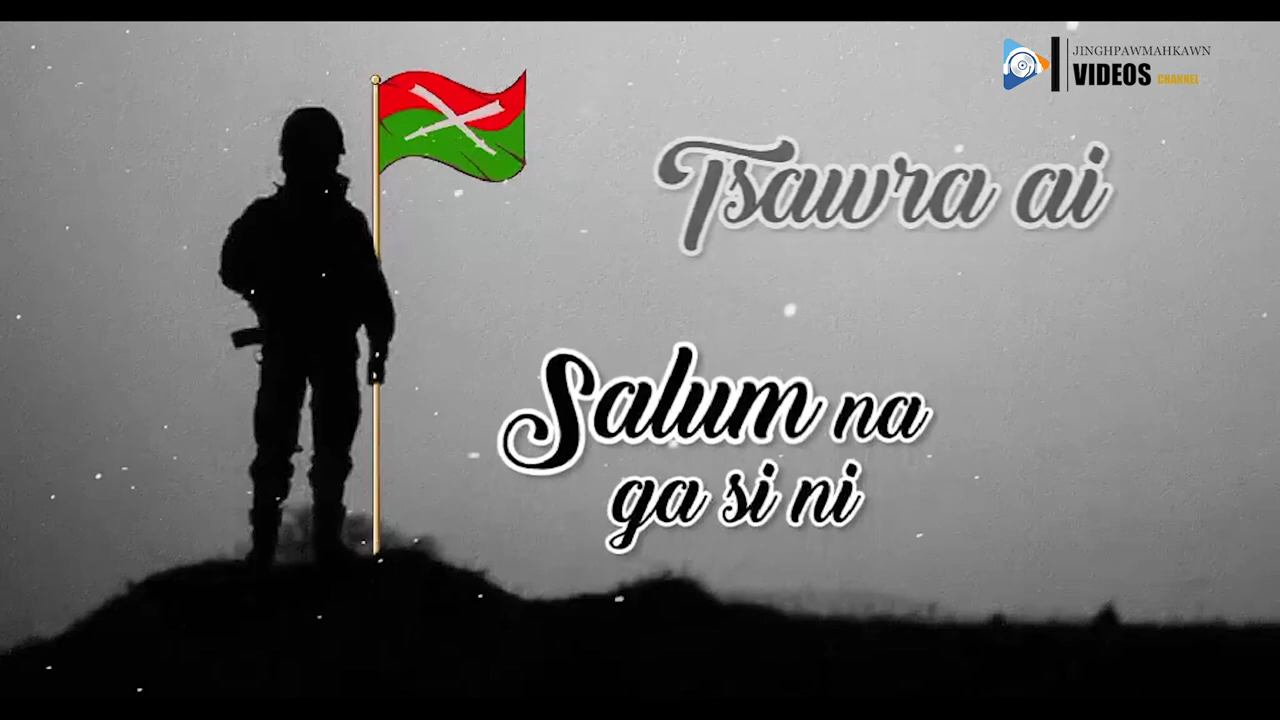 JINGHPAWMAHKAWN
VIDEOS CHANNEL
Tsawra ai
Salum na
ga si ni